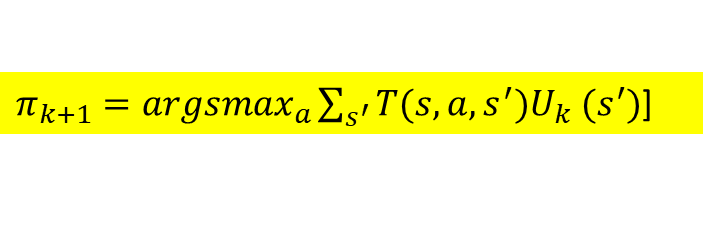 π_{k+1} = argsmax_a ∑_{s′} T(s, a, s′)U_k (s′)]